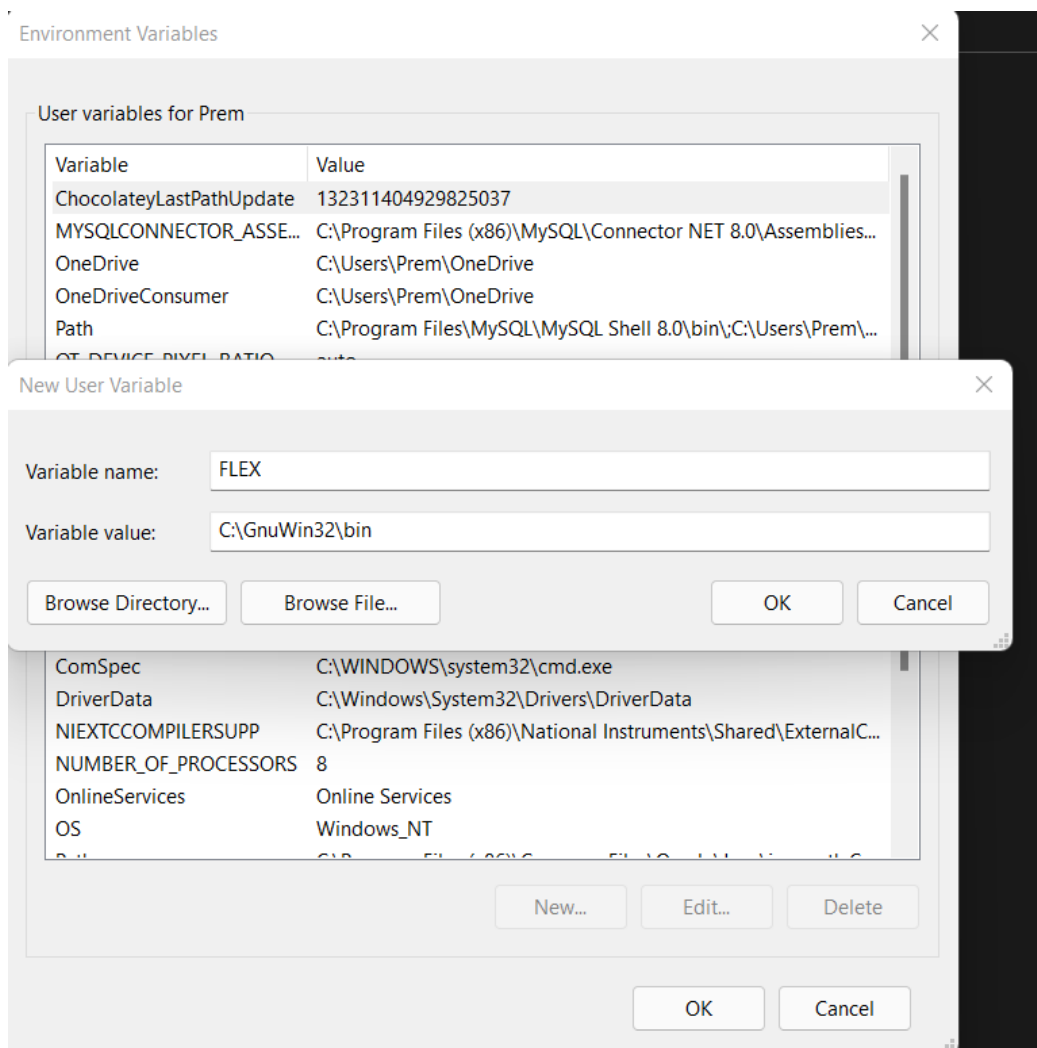 Environment Variables
User variables for Prem
Variable Value
ChocolateyLastPathUpdate 132311404929825037
MYSQLCONNECTOR_ASSE... C:\Program Files (x86)\MySQL\Connector NET 8.0\Assemblies...
OneDrive C:\Users\Prem\OneDrive
OneDriveConsumer C:\Users\Prem\OneDrive
Path C:\Program Files\MySQL\MySQL Shell 8.0\bin\;C:\Users\Prem\...
QT_DEVICE_PIXEL_RATIO auto
New User Variable
Variable name: FLEX
Variable value: C:\GnuWin32\bin
Browse Directory... Browse File... OK Cancel
ComSpec C:\WINDOWS\system32\cmd.exe
DriverData C:\Windows\System32\Drivers\DriverData
NIEXTCCOMPILERSUPP C:\Program Files (x86)\National Instruments\Shared\ExternalC...
NUMBER_OF_PROCESSORS 8
OnlineServices Online Services
OS Windows_NT
New... Edit... Delete
OK Cancel